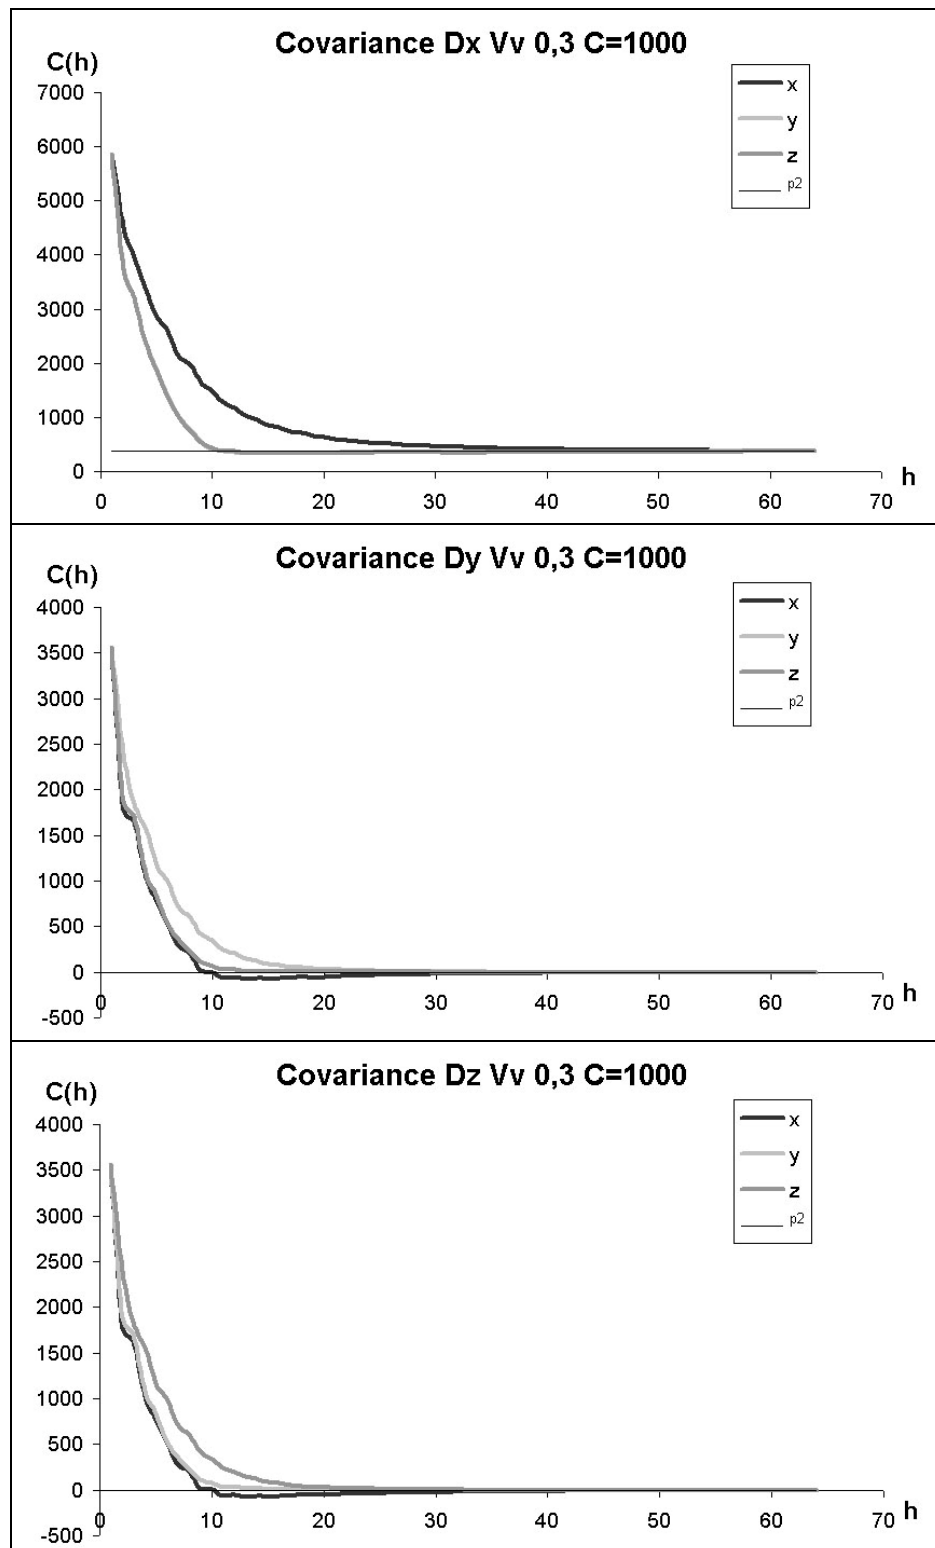 Covariance Dx Vv 0,3 C=1000
C(h)
x
y
z
p2
7000
6000
5000
4000
3000
2000
1000
0
0 10 20 30 40 50 60 70
h
Covariance Dy Vv 0,3 C=1000
C(h)
x
y
z
p2
4000
3500
3000
2500
2000
1500
1000
500
0
-500
0 10 20 30 40 50 60 70
h
Covariance Dz Vv 0,3 C=1000
C(h)
x
y
z
p2
4000
3500
3000
2500
2000
1500
1000
500
0
-500
0 10 20 30 40 50 60 70
h